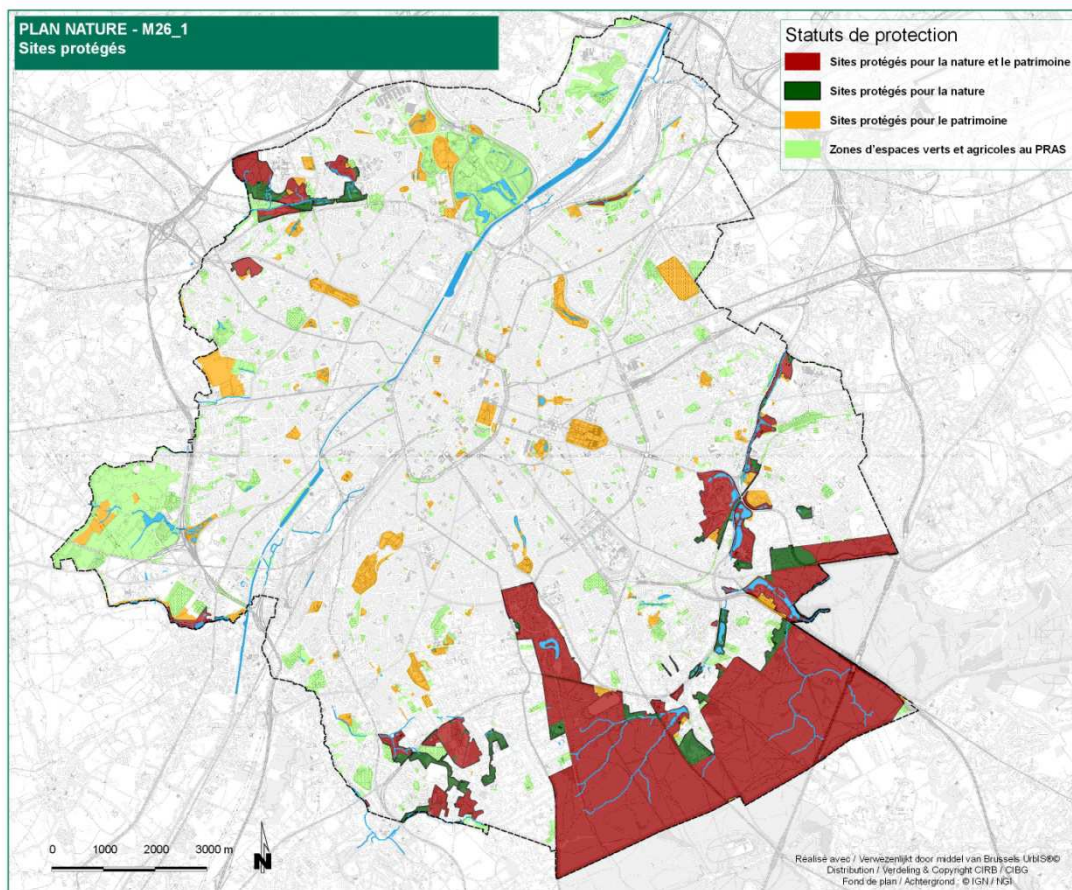 PLAN NATURE - M26_1
Sites protégés
Statuts de protection
Sites protégés pour la nature et le patrimoine
Sites protégés pour la nature
Sites protégés pour le patrimoine
Zones d'espaces verts et agricoles au PRAS
0 1000 2000 3000 m
N
Réalisé avec / Verwezenlijkt door middel van Brussels UrbIS®©
Distribution / Verdeling & Copyright CIRB / CIBG
Fond de plan / Achtergrond : © IGN / NGI